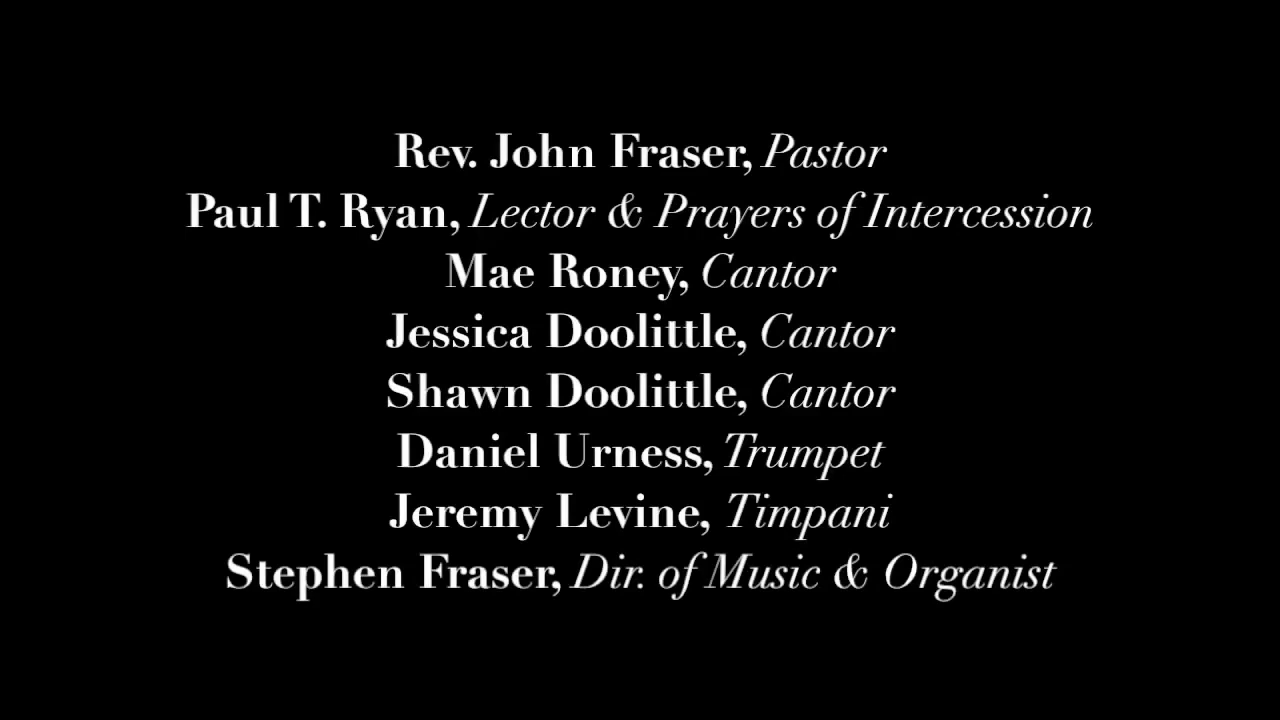 Rev. John Fraser, Pastor
Paul T. Ryan, Lector & Prayers of Intercession
Mae Roney, Cantor
Jessica Doolittle, Cantor
Shawn Doolittle, Cantor
Daniel Urness, Trumpet
Jeremy Levine, Timpani
Stephen Fraser, Dir. of Music & Organist